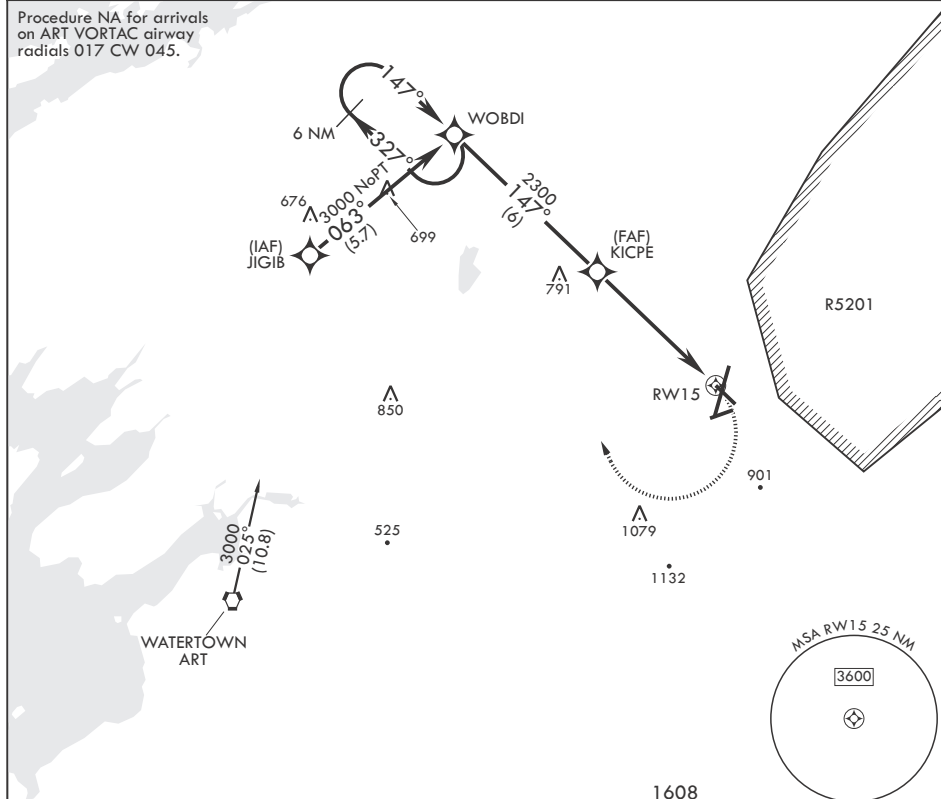 Procedure NA for arrivals
on ART VORTAC airway
radials 017 CW 045.
147°
WOBDI
6 NM
327°
3000 NoPT
063°
(5.7)
676
699
(IAF)
JIGIB
2300
147°
(6)
(FAF)
KICPE
791
R5201
RW15
850
901
1079
525
1132
3000
025°
(10.8)
WATERTOWN
ART
MSA RW15 25 NM
3600
1608